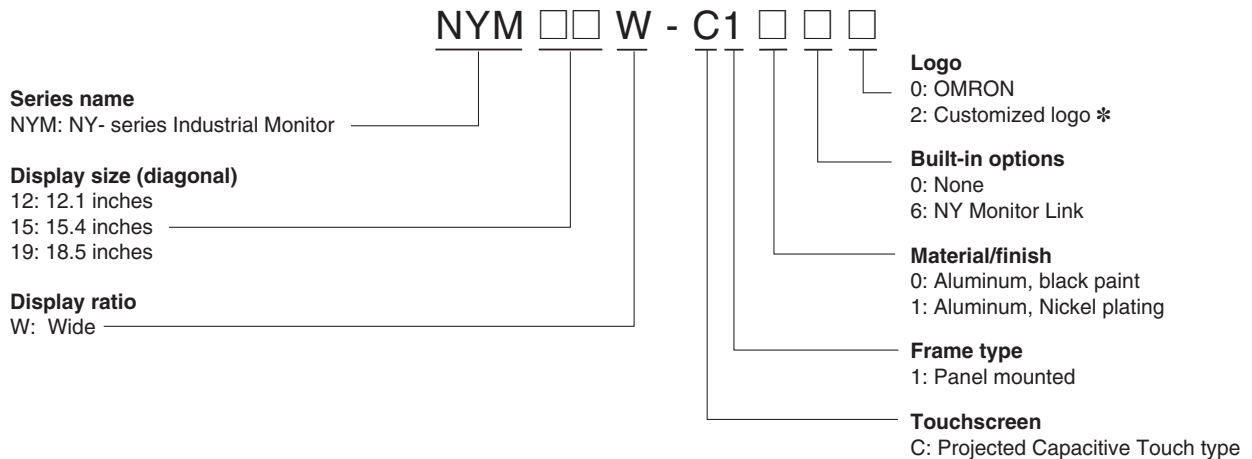 NYM □□ W - C1 □ □ □
Series name
NYM: NY- series Industrial Monitor
Display size (diagonal)
12: 12.1 inches
15: 15.4 inches
19: 18.5 inches
Display ratio
W: Wide
Logo
0: OMRON
2: Customized logo ✻
Built-in options
0: None
6: NY Monitor Link
Material/finish
0: Aluminum, black paint
1: Aluminum, Nickel plating
Frame type
1: Panel mounted
Touchscreen
C: Projected Capacitive Touch type